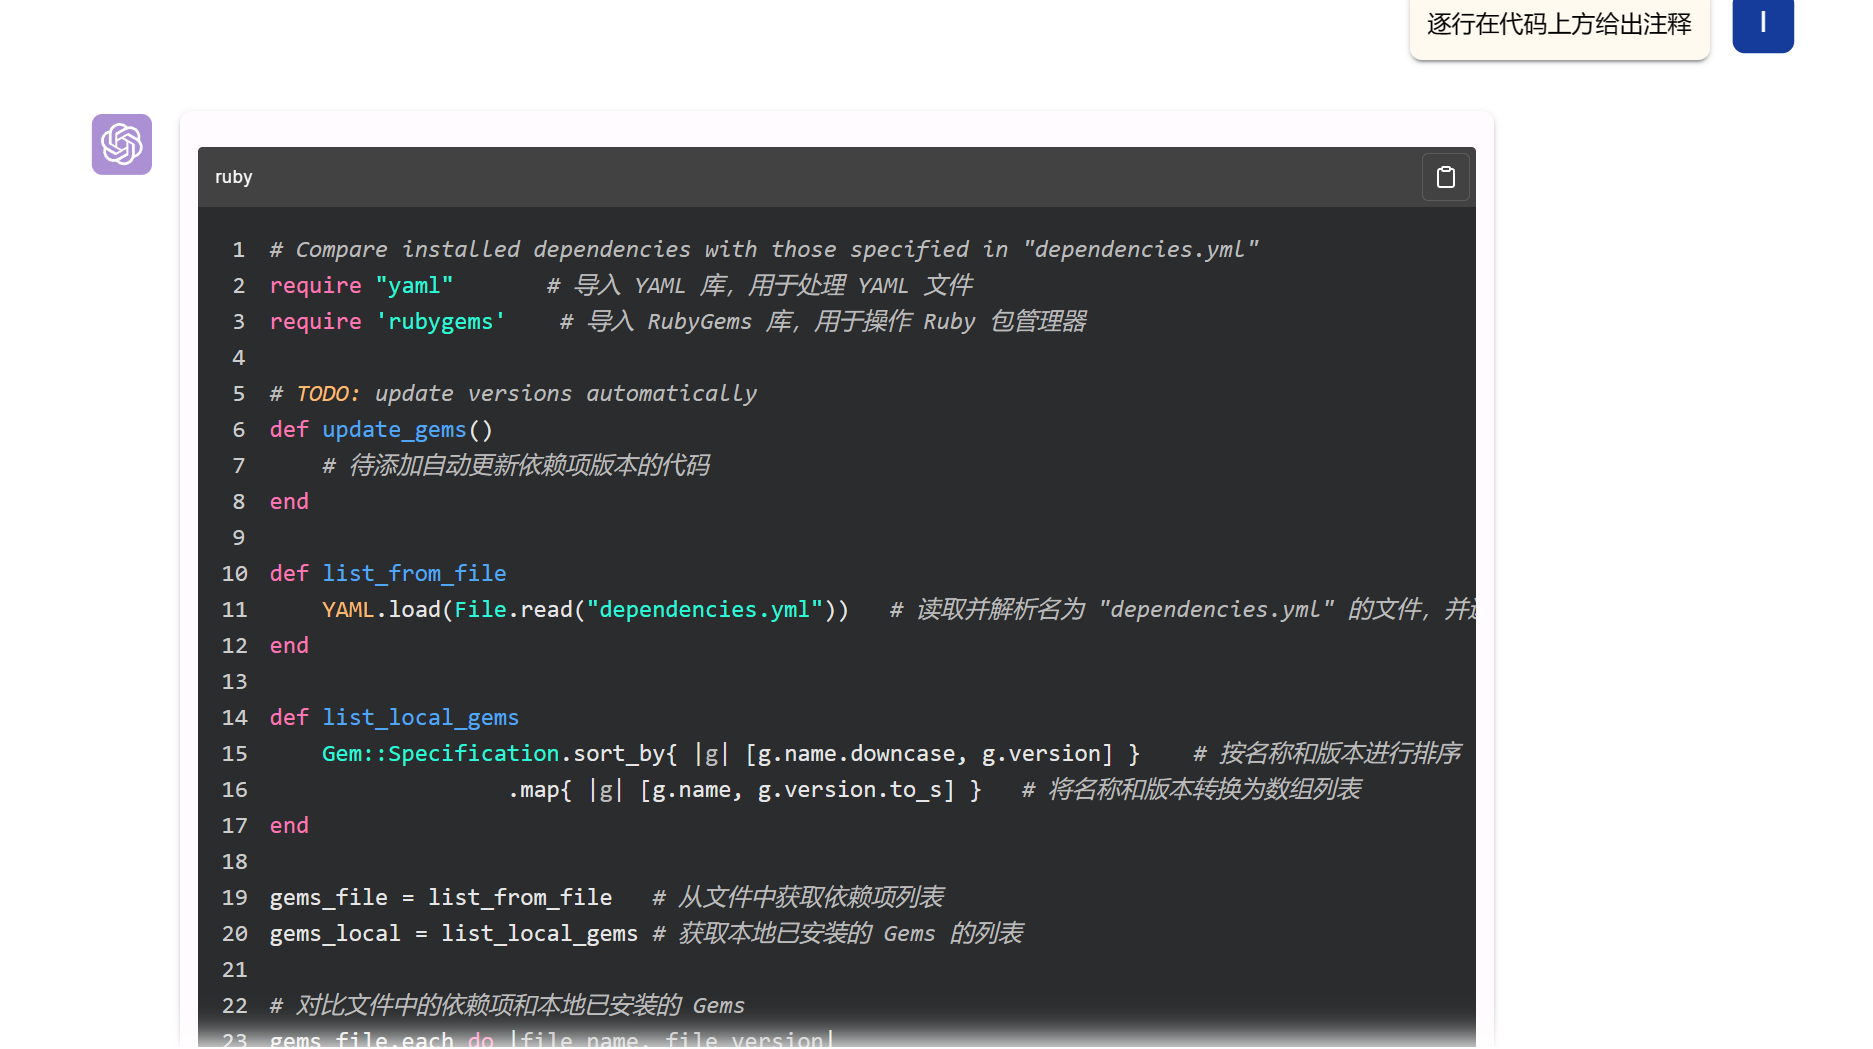 逐行在代码上方给出注释
I
ruby
1 # Compare installed dependencies with those specified in "dependencies.yml"
2 require "yaml"       # 导入 YAML 库，用于处理 YAML 文件
3 require 'rubygems'    # 导入 RubyGems 库，用于操作 Ruby 包管理器
4
5 # TODO: update versions automatically
6 def update_gems()
7     # 待添加自动更新依赖项版本的代码
8 end
9
10 def list_from_file
11     YAML.load(File.read("dependencies.yml"))   # 读取并解析名为 "dependencies.yml" 的文件，并
12 end
13
14 def list_local_gems
15     Gem::Specification.sort_by{ |g| [g.name.downcase, g.version] }    # 按名称和版本进行排序
16                   .map{ |g| [g.name, g.version.to_s] }   # 将名称和版本转换为数组列表
17 end
18
19 gems_file = list_from_file   # 从文件中获取依赖项列表
20 gems_local = list_local_gems # 获取本地已安装的 Gems 的列表
21
22 # 对比文件中的依赖项和本地已安装的 Gems
23 gems_file.each do |file_name, file_version|